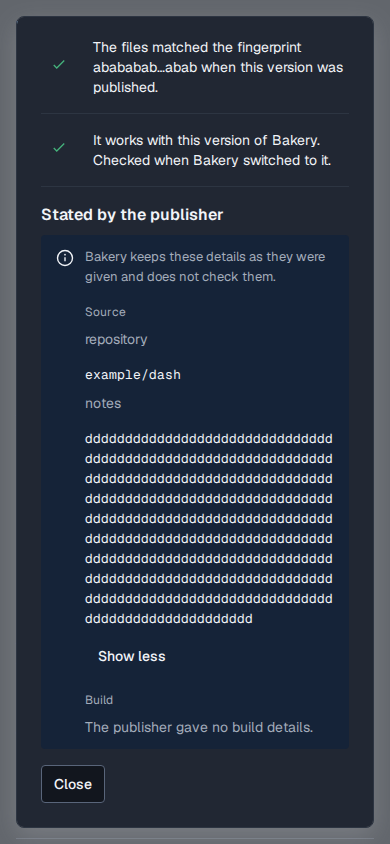 The files matched the fingerprint
abababab…abab when this version was
published.
It works with this version of Bakery.
Checked when Bakery switched to it.
Stated by the publisher
Bakery keeps these details as they were
given and does not check them.
Source
repository
example/dash
notes
ddddddddddddddddddddddddddddddd
ddddddddddddddddddddddddddddddd
ddddddddddddddddddddddddddddddd
ddddddddddddddddddddddddddddddd
ddddddddddddddddddddddddddddddd
ddddddddddddddddddddddddddddddd
ddddddddddddddddddddddddddddddd
ddddddddddddddddddddddddddddddd
ddddddddddddddddddddddddddddddd
ddddddddddddddddddddd
Show less
Build
The publisher gave no build details.
Close